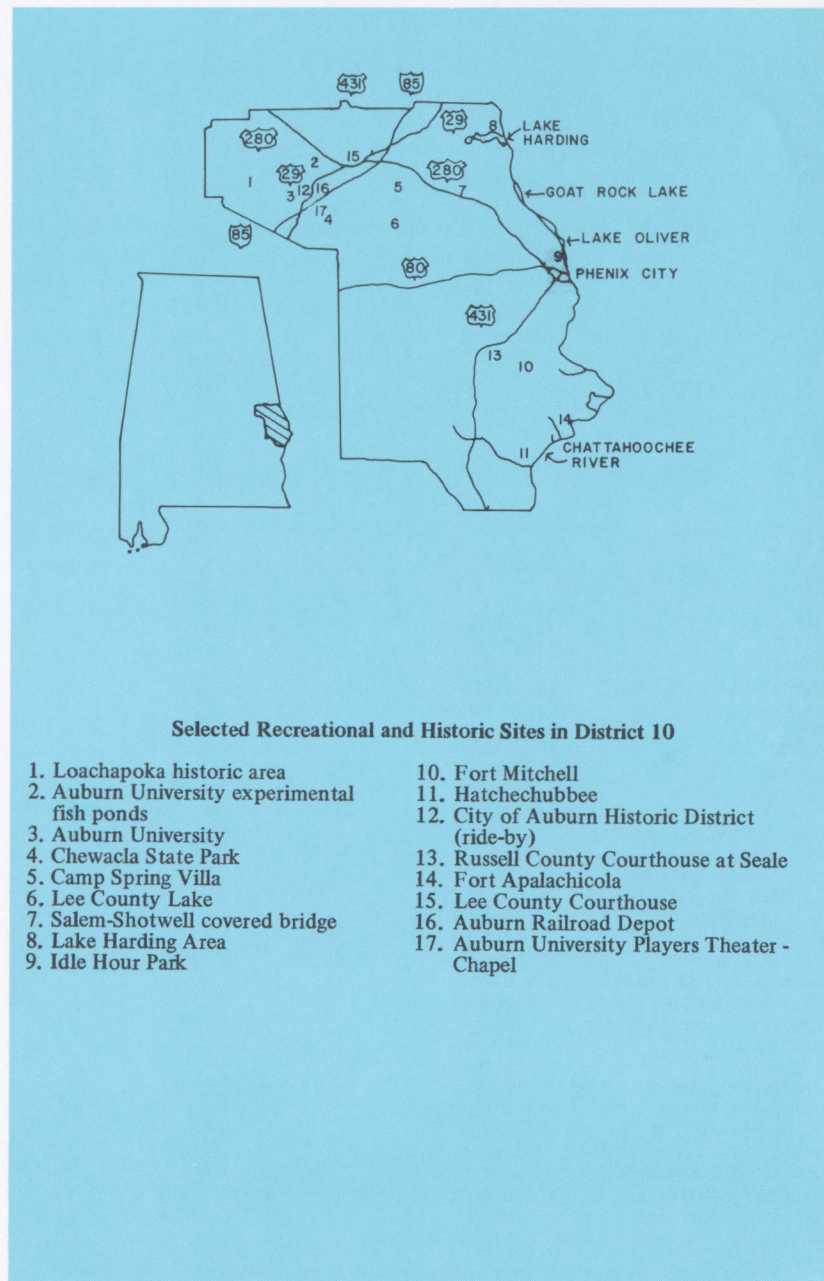 431
85
29
8
LAKE
HARDING
280
2
15
29
280
1
3
12
16
5
7
GOAT ROCK LAKE
17
4
6
85
LAKE OLIVER
9
80
PHENIX CITY
431
13
10
14
11
CHATTAHOOCHEE
RIVER
Selected Recreational and Historic Sites in District 10
1. Loachapoka historic area
2. Auburn University experimental
fish ponds
3. Auburn University
4. Chewacla State Park
5. Camp Spring Villa
6. Lee County Lake
7. Salem-Shotwell covered bridge
8. Lake Harding Area
9. Idle Hour Park
10. Fort Mitchell
11. Hatchechubbee
12. City of Auburn Historic District
(ride-by)
13. Russell County Courthouse at Seale
14. Fort Apalachicola
15. Lee County Courthouse
16. Auburn Railroad Depot
17. Auburn University Players Theater -
Chapel